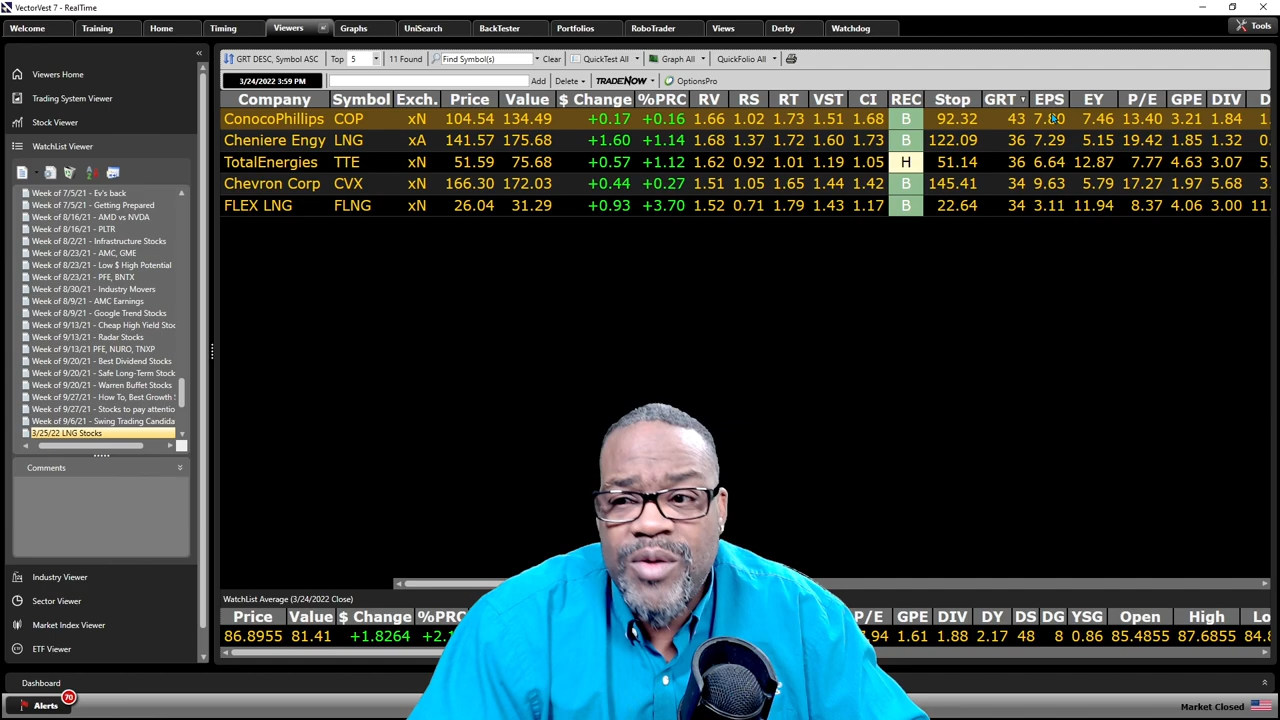 VectorVest 7 - RealTime
Welcome Training Home Timing Viewers Graphs UniSearch BackTester Portfolios RoboTrader Views Derby Watchdog Tools
GRT DESC, Symbol ASC Top 5 11 Found Find Symbol(s) Clear QuickTest All Graph All QuickFolio All
3/24/2022 3:59 PM Add Delete TRADENOW OptionsPro
Viewers Home
Trading System Viewer
Stock Viewer
WatchList Viewer
Week of 7/5/21 - Ev's back
Week of 7/5/21 - Getting Prepared
Week of 8/16/21 - AMD vs NVDA
Week of 8/16/21 - PLTR
Week of 8/2/21 - Infrastructure Stocks
Week of 8/23/21 - AMC, GME
Week of 8/23/21 - Low $ High Potential
Week of 8/23/21 - PFE, BNTX
Week of 8/30/21 - Industry Movers
Week of 8/9/21 - AMC Earnings
Week of 8/9/21 - Google Trend Stocks
Week of 9/13/21 - Cheap High Yield Stoc
Week of 9/13/21 - Radar Stocks
Week of 9/13/21 PFE, NURO, TNXP
Week of 9/20/21 - Best Dividend Stocks
Week of 9/20/21 - Safe Long-Term Stock
Week of 9/20/21 - Warren Buffet Stocks
Week of 9/27/21 - How To, Best Growth
Week of 9/27/21 - Stocks to pay attentio
Week of 9/6/21 - Swing Trading Candida
3/25/22 LNG Stocks
Comments
Industry Viewer
Sector Viewer
Market Index Viewer
ETF Viewer
Company Symbol Exch. Price Value $ Change %PRC RV RS RT VST CI REC Stop GRT EPS EY P/E GPE DIV D
ConocoPhillips COP xN 104.54 134.49 +0.17 +0.16 1.66 1.02 1.73 1.51 1.68 B 92.32 43 7.46 13.40 3.21 1.84 1.
Cheniere Engy LNG xA 141.57 175.68 +1.60 +1.14 1.68 1.37 1.72 1.60 1.73 B 122.09 36 7.29 5.15 19.42 1.85 1.32 0.
TotalEnergies TTE xN 51.59 75.68 +0.57 +1.12 1.62 0.92 1.01 1.19 1.05 H 51.14 36 6.64 12.87 7.77 4.63 3.07 5.
Chevron Corp CVX xN 166.30 172.03 +0.44 +0.27 1.51 1.05 1.65 1.44 1.42 B 145.41 34 9.63 5.79 17.27 1.97 5.68 3.
FLEX LNG FLNG xN 26.04 31.29 +0.93 +3.70 1.52 0.71 1.79 1.43 1.17 B 22.64 34 3.11 11.94 8.37 4.06 3.00 11.
WatchList Average (3/24/2022 Close)
Price Value $ Change %PRC P/E GPE DIV DY DS DG YSG Open High Lo
86.8955 81.41 +1.8264 +2.1 .94 1.61 1.88 2.17 48 8 0.86 85.4855 87.6855 84.8
Dashboard
Alerts 70 Market Closed